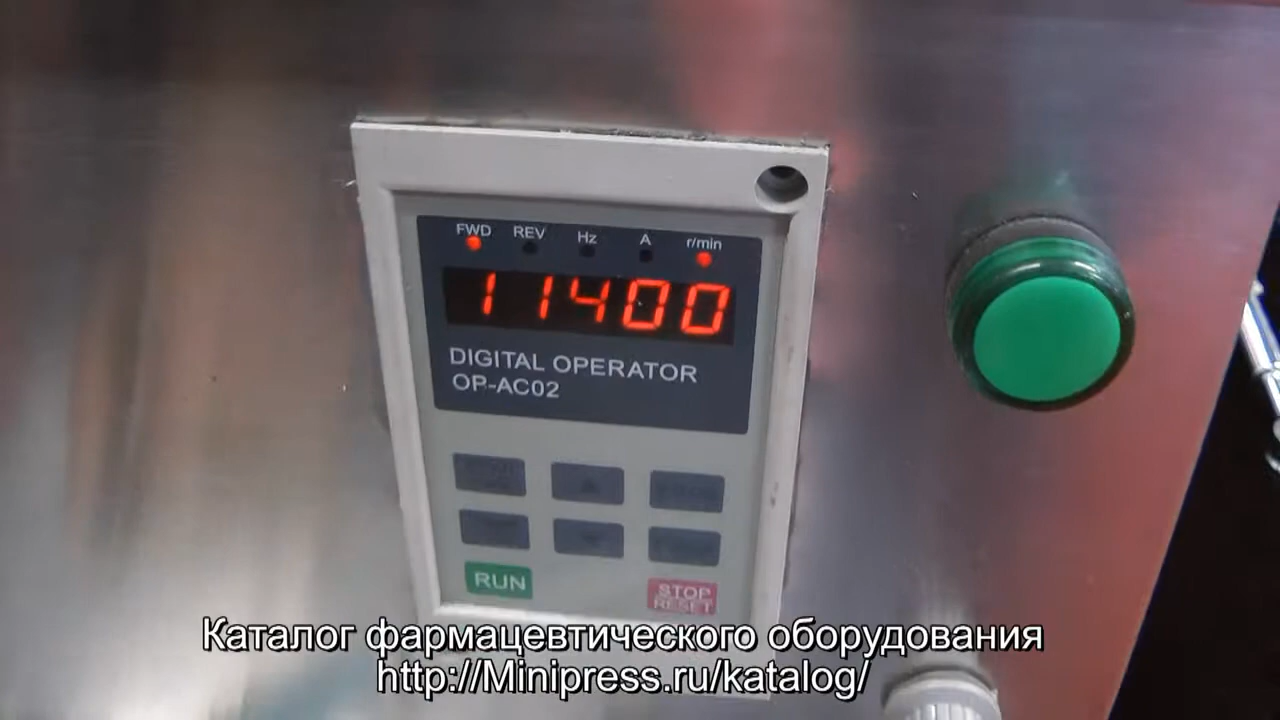 FWD REV Hz A r/min
11400
DIGITAL OPERATOR
OP-AC02
RUN
STOP
RESET
Каталог фармацевтического оборудования
http://Minipress.ru/katalog/